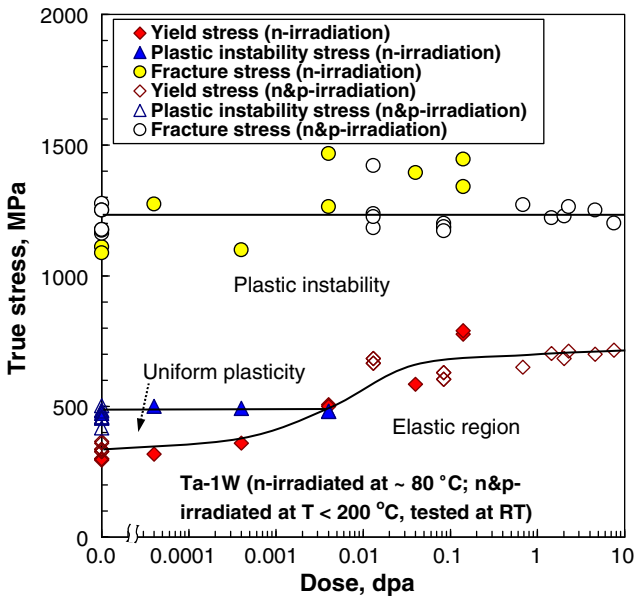 2000
Yield stress (n-irradiation)
Plastic instability stress (n-irradiation)
Fracture stress (n-irradiation)
Yield stress (n&p-irradiation)
Plastic instability stress (n&p-irradiation)
Fracture stress (n&p-irradiation)
1500
1000
500
0
True stress, MPa
Plastic instability
Uniform plasticity
Elastic region
Ta-1W (n-irradiated at ~ 80 °C; n&p-
irradiated at T < 200 °C, tested at RT)
0.0 0.0001 0.001 0.01 0.1 1 10
Dose, dpa